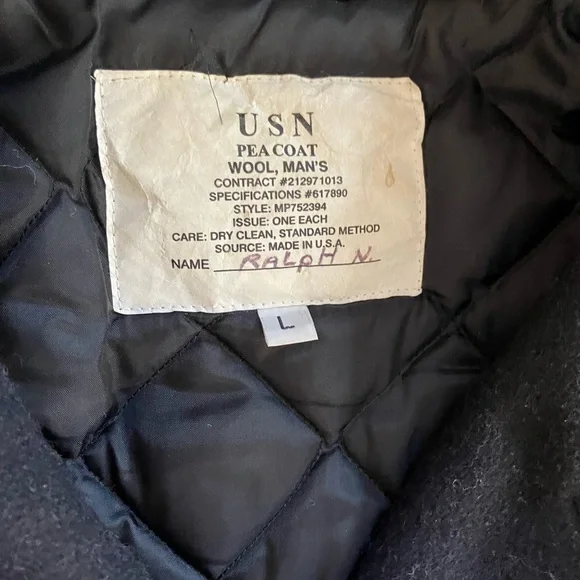 USN
PEA COAT
WOOL, MAN'S
CONTRACT #212971013
SPECIFICATIONS #617890
STYLE: MP752394
ISSUE: ONE EACH
CARE: DRY CLEAN, STANDARD METHOD
SOURCE: MADE IN U.S.A.
NAME RALPH N.
L